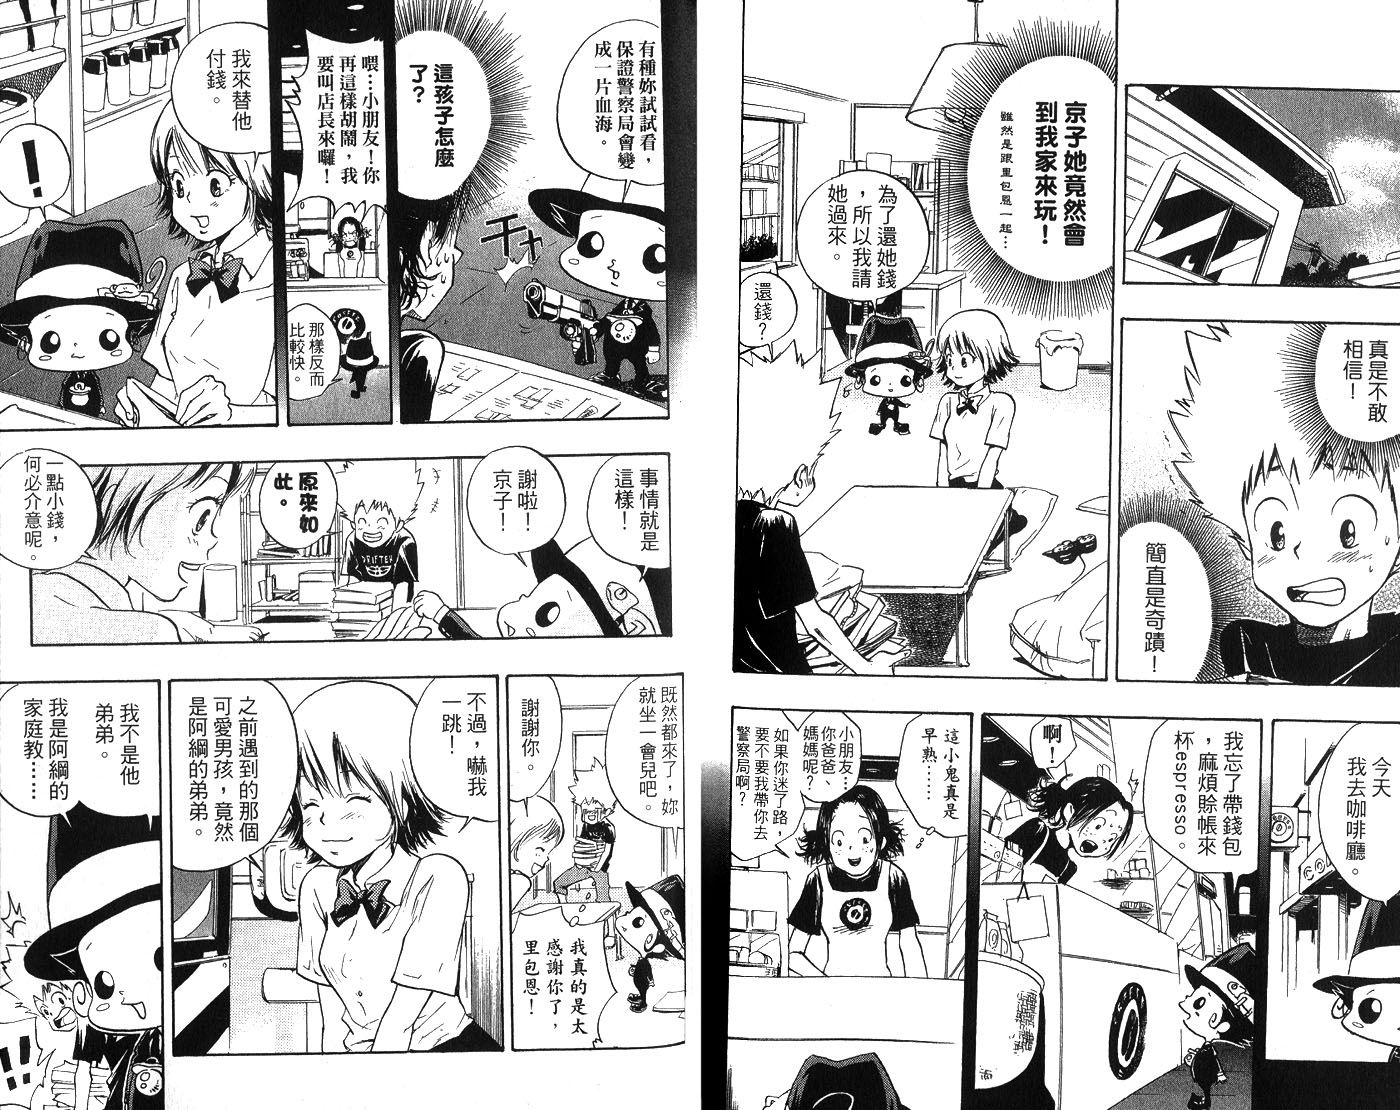 京子她竟然會
到我家來玩！
雖然是跟里包恩一起…
真是不敢
相信！
簡直是奇蹟！
為了還她錢
，所以我請
她過來。
還錢？
今天
我去咖啡廳。
我忘了帶錢包
，麻煩賒帳來
杯espresso。
啊！
這小鬼真是
早熟……
小朋友…
你爸爸、
媽媽呢？
如果你迷了路，
要不要我帶你去
警察局啊？
有種妳試試看，
保證警察局會變
成一片血海。
チャ
這孩子怎麼
了？
喂…小朋友！你
再這樣胡鬧，我
要叫店長來囉！
那樣反而
比較快。
我來替他
付錢。
！
事情就是
這樣！
謝啦！
京子！
DRIFTER
原來如
此。
一點小錢，
何必介意呢。
既然都來了，妳
就坐一會兒吧。
謝謝你。
我真的是太
感謝你了，
里包恩！
不過，嚇我
一跳！
之前遇到的那個
可愛男孩，竟然
是阿綱的弟弟。
我不是他
弟弟。
我是阿綱的
家庭教……
!!